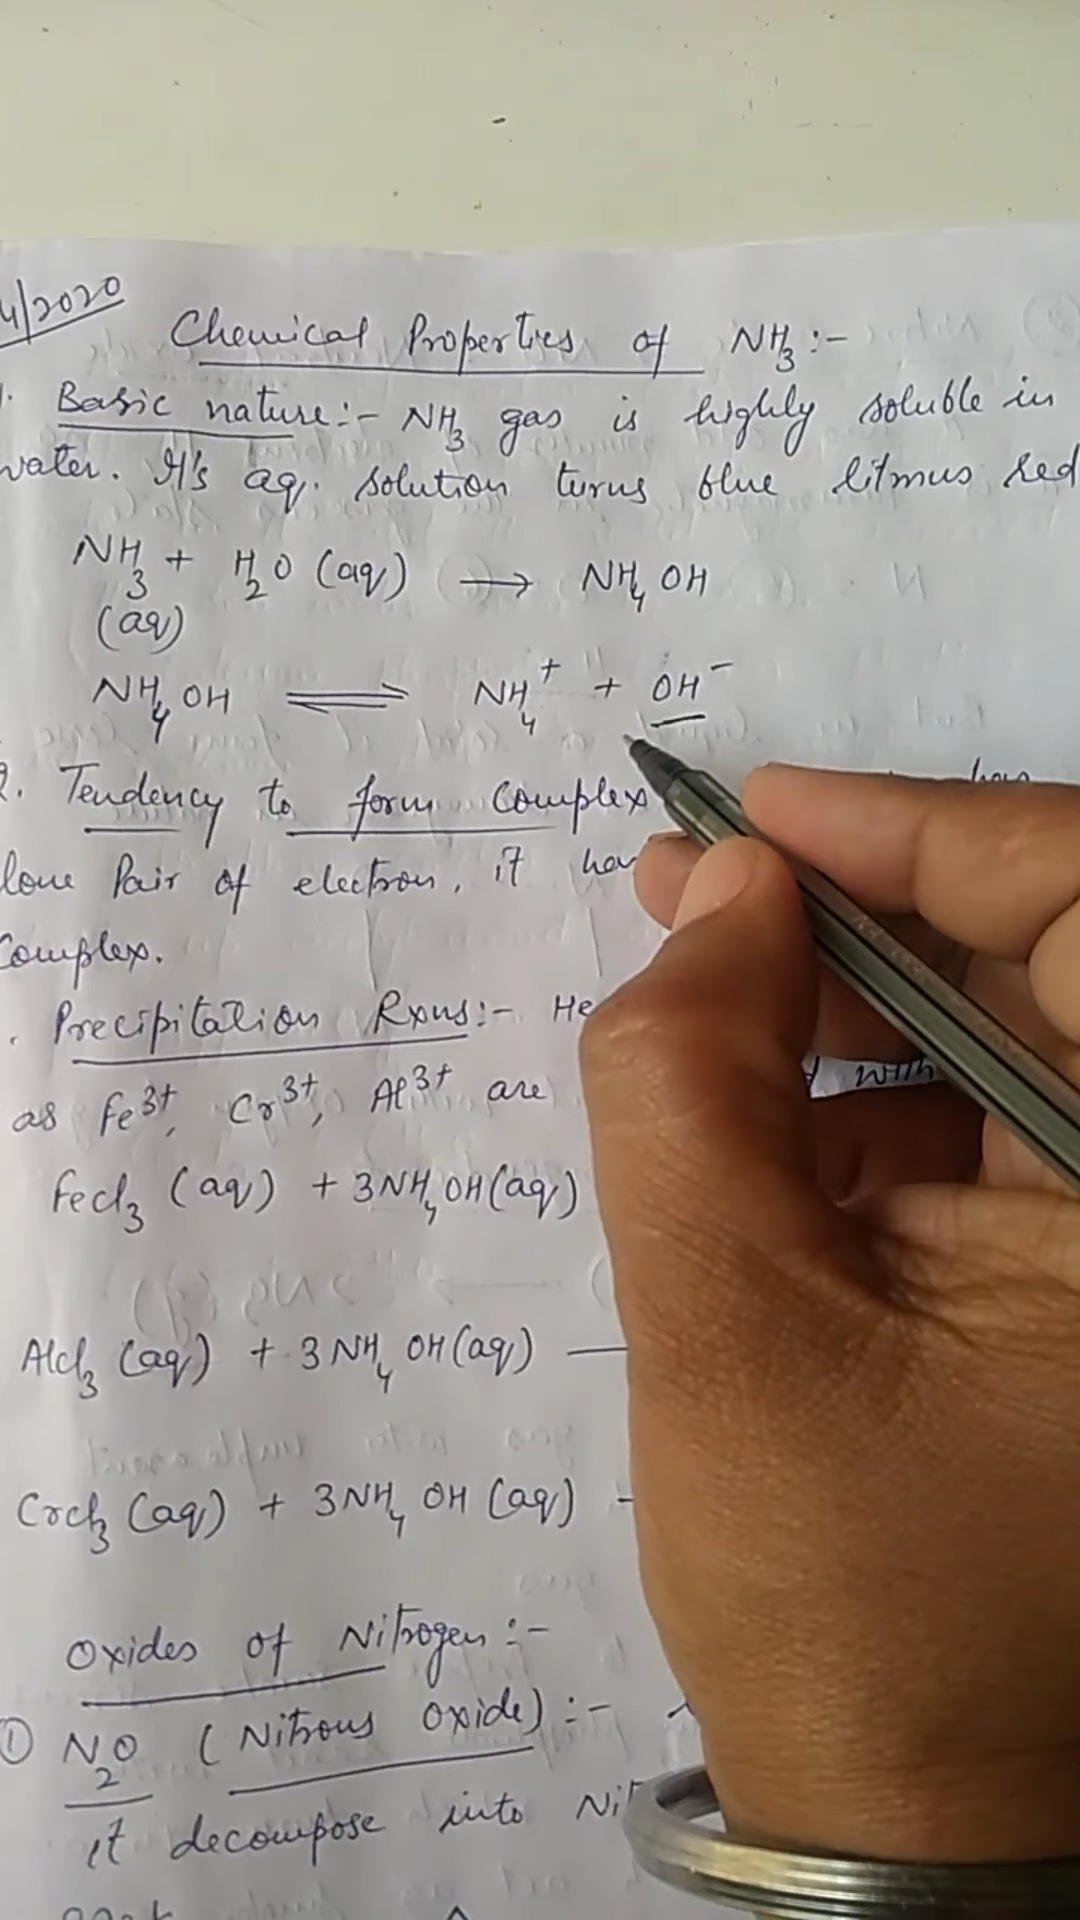 4/2020
Chemical Properties of NH3 :-
Basic nature:- NH3 gas is highly soluble in
water. It's aq. solution turns blue litmus red
NH3 + H2O (aq) → NH4OH
(aq)
NH4OH ⇌ NH4+ + OH-
2. Tendency to form Complex has
lone Pair of electron, it
Complex.
. Precipitation Rxns:- He
as Fe3+, Cr3+, Al3+ are with
FeCl3 (aq) + 3NH4OH(aq)
AlCl3 (aq) + 3NH4OH(aq) —
CrCl3 (aq) + 3NH4OH (aq) -
Oxides of Nitrogen :-
① N2O (Nitrous oxide) :-
it decompose into Nit